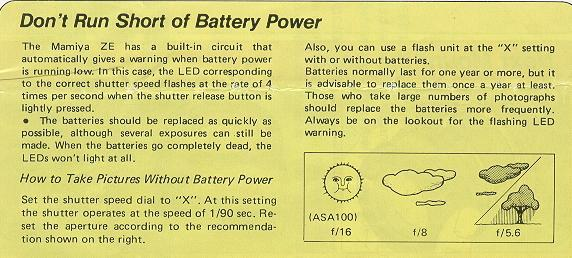 Don't Run Short of Battery Power
The Mamiya ZE has a built-in circuit that
automatically gives a warning when battery power
is running low. In this case, the LED corresponding
to the correct shutter speed flashes at the rate of 4
times per second when the shutter release button is
lightly pressed.
● The batteries should be replaced as quickly as
possible, although several exposures can still be
made. When the batteries go completely dead, the
LEDs won't light at all.
How to Take Pictures Without Battery Power
Set the shutter speed dial to "X". At this setting
the shutter operates at the speed of 1/90 sec. Re-
set the aperture according to the recommenda-
tion shown on the right.
Also, you can use a flash unit at the "X" setting
with or without batteries.
Batteries normally last for one year or more, but it
is advisable to replace them once a year at least.
Those who take large numbers of photographs
should replace the batteries more frequently.
Always be on the lookout for the flashing LED
warning.
(ASA100)
f/16
f/8
f/5.6